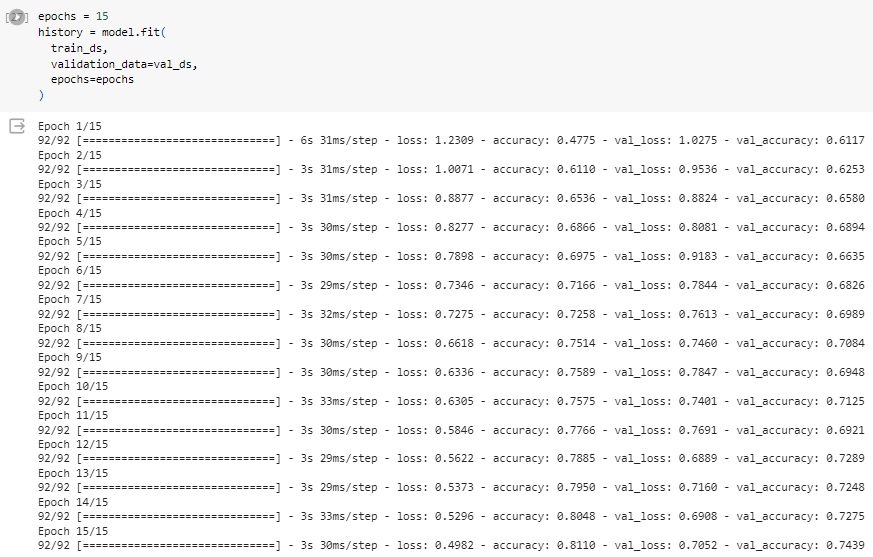 [27]
epochs = 15
history = model.fit(
train_ds,
validation_data=val_ds,
epochs=epochs
)
Epoch 1/15
92/92 [==============================] - 6s 31ms/step - loss: 1.2309 - accuracy: 0.4775 - val_loss: 1.0275 - val_accuracy: 0.6117
Epoch 2/15
92/92 [==============================] - 3s 31ms/step - loss: 1.0071 - accuracy: 0.6110 - val_loss: 0.9536 - val_accuracy: 0.6253
Epoch 3/15
92/92 [==============================] - 3s 31ms/step - loss: 0.8877 - accuracy: 0.6536 - val_loss: 0.8824 - val_accuracy: 0.6580
Epoch 4/15
92/92 [==============================] - 3s 30ms/step - loss: 0.8277 - accuracy: 0.6866 - val_loss: 0.8081 - val_accuracy: 0.6894
Epoch 5/15
92/92 [==============================] - 3s 30ms/step - loss: 0.7898 - accuracy: 0.6975 - val_loss: 0.9183 - val_accuracy: 0.6635
Epoch 6/15
92/92 [==============================] - 3s 29ms/step - loss: 0.7346 - accuracy: 0.7166 - val_loss: 0.7844 - val_accuracy: 0.6826
Epoch 7/15
92/92 [==============================] - 3s 32ms/step - loss: 0.7275 - accuracy: 0.7258 - val_loss: 0.7613 - val_accuracy: 0.6989
Epoch 8/15
92/92 [==============================] - 3s 30ms/step - loss: 0.6618 - accuracy: 0.7514 - val_loss: 0.7460 - val_accuracy: 0.7084
Epoch 9/15
92/92 [==============================] - 3s 30ms/step - loss: 0.6336 - accuracy: 0.7589 - val_loss: 0.7847 - val_accuracy: 0.6948
Epoch 10/15
92/92 [==============================] - 3s 33ms/step - loss: 0.6305 - accuracy: 0.7575 - val_loss: 0.7401 - val_accuracy: 0.7125
Epoch 11/15
92/92 [==============================] - 3s 30ms/step - loss: 0.5846 - accuracy: 0.7766 - val_loss: 0.7691 - val_accuracy: 0.6921
Epoch 12/15
92/92 [==============================] - 3s 29ms/step - loss: 0.5622 - accuracy: 0.7885 - val_loss: 0.6889 - val_accuracy: 0.7289
Epoch 13/15
92/92 [==============================] - 3s 29ms/step - loss: 0.5373 - accuracy: 0.7950 - val_loss: 0.7160 - val_accuracy: 0.7248
Epoch 14/15
92/92 [==============================] - 3s 33ms/step - loss: 0.5296 - accuracy: 0.8048 - val_loss: 0.6908 - val_accuracy: 0.7275
Epoch 15/15
92/92 [==============================] - 3s 30ms/step - loss: 0.4982 - accuracy: 0.8110 - val_loss: 0.7052 - val_accuracy: 0.7439